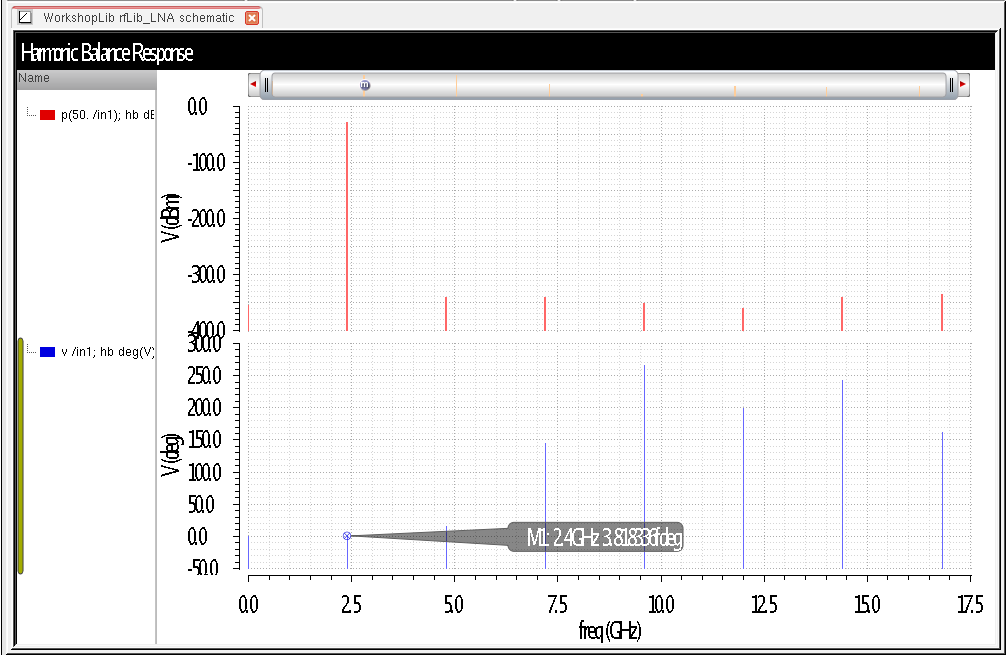 WorkshopLib rfLib_LNA schematic
Harmonic Balance Response
Name
p(50. /in1); hb dB
v /in1; hb deg(V)
V (dBm)
0.0
-100.0
-200.0
-300.0
-400.0
V (deg)
300.0
250.0
200.0
150.0
100.0
50.0
0.0
-50.0
M1: 2.4GHz 3.818336fdeg
0.0 2.5 5.0 7.5 10.0 12.5 15.0 17.5
freq (GHz)